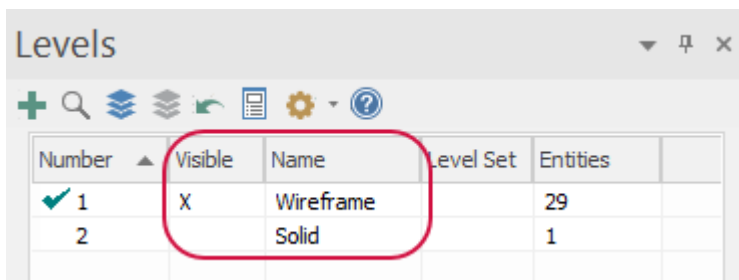 Levels
Number Visible Name Level Set Entities
1 X Wireframe 29
2 Solid 1